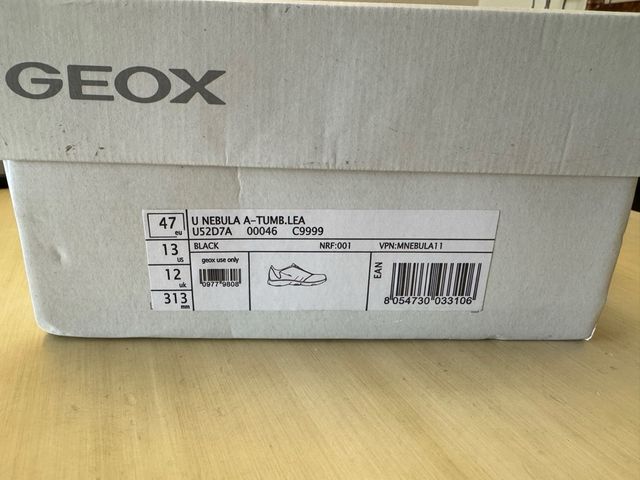 GEOX
47 eu
U NEBULA A-TUMB.LEA
U52D7A 00046 C9999
13 us
BLACK NRF:001 VPN:MNEBULA11
12 uk
geox use only
0977"9808
313 mm
EAN
8 054730 033106